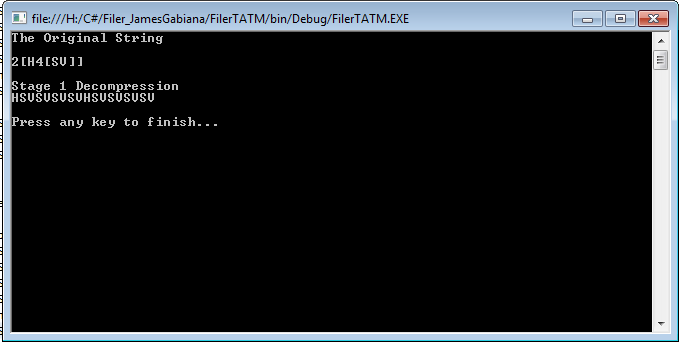 file:///H:/C#/Filer_JamesGabiana/FilerTATM/bin/Debug/FilerTATM.EXE
The Original String
2[H4[SV]]
Stage 1 Decompression
HSVSVSVSVHSVSVSVSV
Press any key to finish...